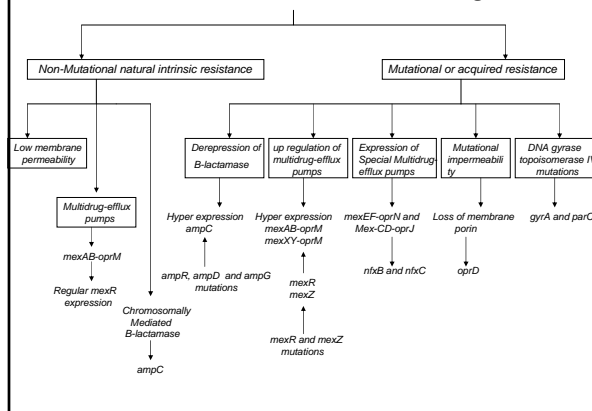 Non-Mutational natural intrinsic resistance
Mutational or acquired resistance
Low membrane
permeability
Multidrug-efflux
pumps
mexAB-oprM
Regular mexR
expression
Chromosomally
Mediated
B-lactamase
ampC
Derepression of
B-lactamase
Hyper expression
ampC
ampR, ampD and ampG
mutations
up regulation of
multidrug-efflux
pumps
Hyper expression
mexAB-oprM
mexXY-oprM
mexR
mexZ
mexR and mexZ
mutations
Expression of
Special Multidrug-
efflux pumps
mexEF-oprN and
Mex-CD-oprJ
nfxB and nfxC
Mutational
impermeabili
ty
Loss of membrane
porin
oprD
DNA gyrase
topoisomerase IV
mutations
gyrA and parC